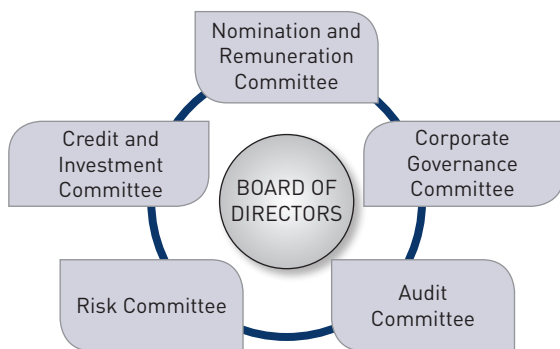 Nomination and
Remuneration
Committee
Credit and
Investment
Committee
Corporate
Governance
Committee
BOARD OF
DIRECTORS
Risk Committee
Audit
Committee